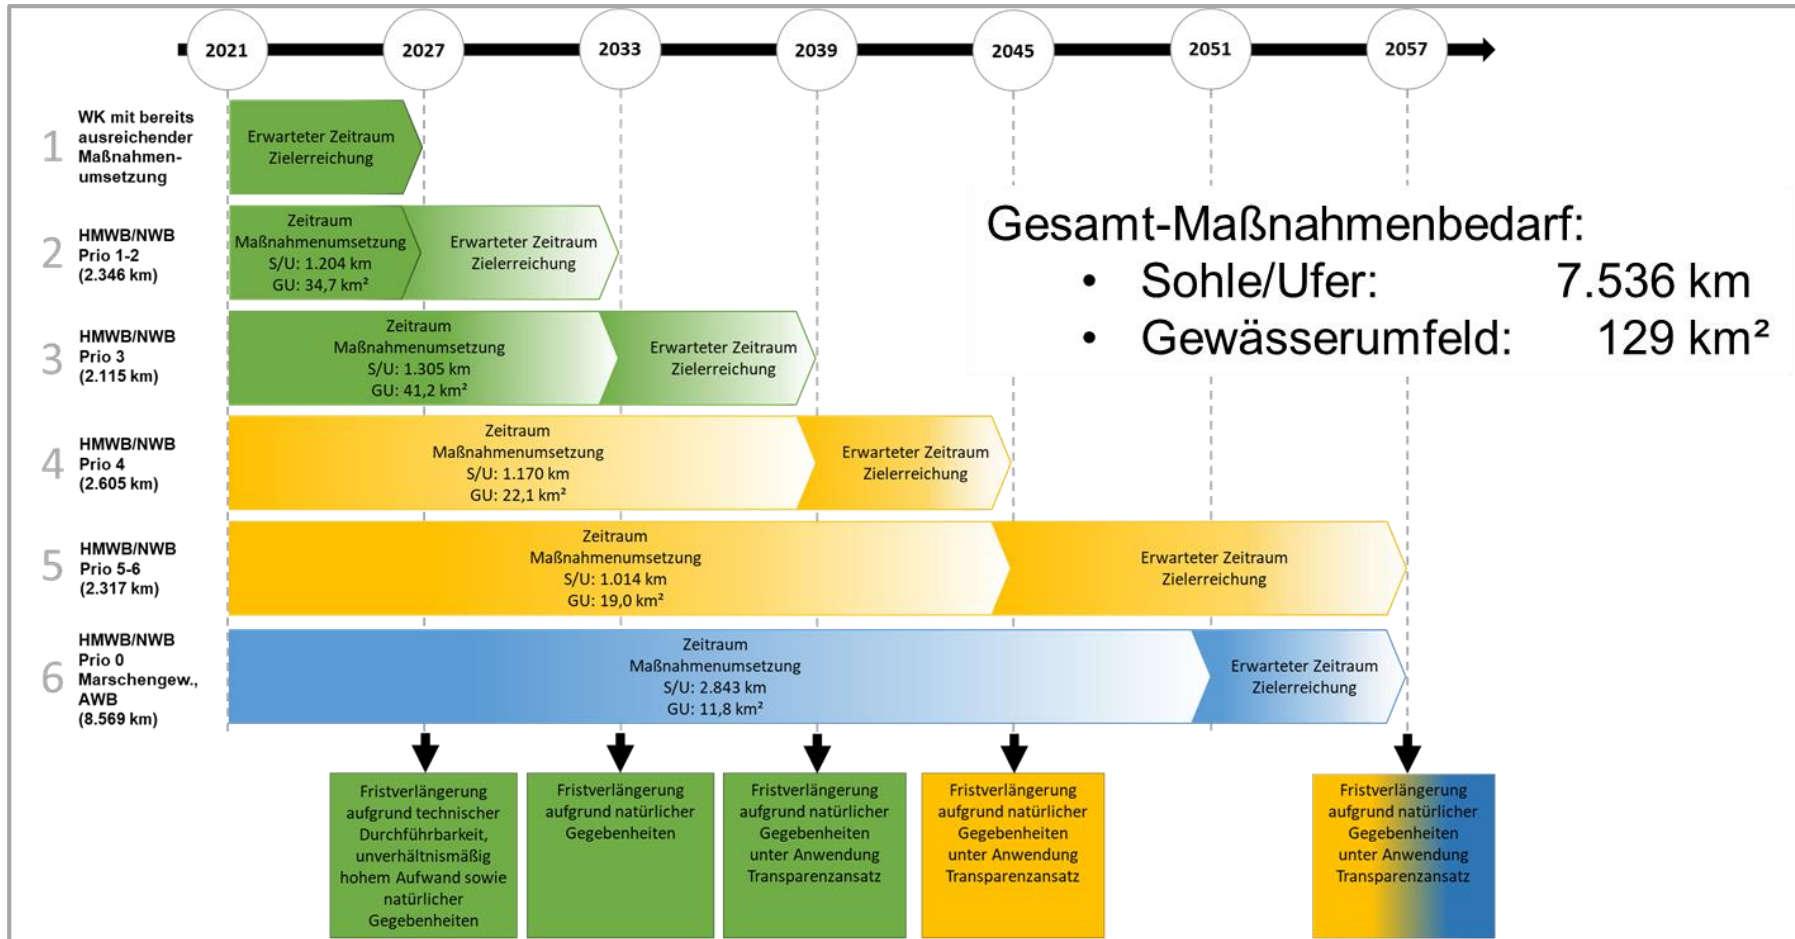 2021
2027
2033
2039
2045
2051
2057
1
WK mit bereits
ausreichender
Maßnahmen-
umsetzung
Erwarteter Zeitraum
Zielerreichung
2
HMWB/NWB
Prio 1-2
(2.346 km)
Zeitraum
Maßnahmenumsetzung
S/U: 1.204 km
GU: 34,7 km²
Erwarteter Zeitraum
Zielerreichung
Gesamt-Maßnahmenbedarf:
• Sohle/Ufer: 7.536 km
• Gewässerumfeld: 129 km²
3
HMWB/NWB
Prio 3
(2.115 km)
Zeitraum
Maßnahmenumsetzung
S/U: 1.305 km
GU: 41,2 km²
Erwarteter Zeitraum
Zielerreichung
4
HMWB/NWB
Prio 4
(2.605 km)
Zeitraum
Maßnahmenumsetzung
S/U: 1.170 km
GU: 22,1 km²
Erwarteter Zeitraum
Zielerreichung
5
HMWB/NWB
Prio 5-6
(2.317 km)
Zeitraum
Maßnahmenumsetzung
S/U: 1.014 km
GU: 19,0 km²
Erwarteter Zeitraum
Zielerreichung
6
HMWB/NWB
Prio 0
Marschengew.,
AWB
(8.569 km)
Zeitraum
Maßnahmenumsetzung
S/U: 2.843 km
GU: 11,8 km²
Erwarteter Zeitraum
Zielerreichung
Fristverlängerung
aufgrund technischer
Durchführbarkeit,
unverhältnismäßig
hohem Aufwand sowie
natürlicher
Gegebenheiten
Fristverlängerung
aufgrund natürlicher
Gegebenheiten
Fristverlängerung
aufgrund natürlicher
Gegebenheiten
unter Anwendung
Transparenzansatz
Fristverlängerung
aufgrund natürlicher
Gegebenheiten
unter Anwendung
Transparenzansatz
Fristverlängerung
aufgrund natürlicher
Gegebenheiten
unter Anwendung
Transparenzansatz